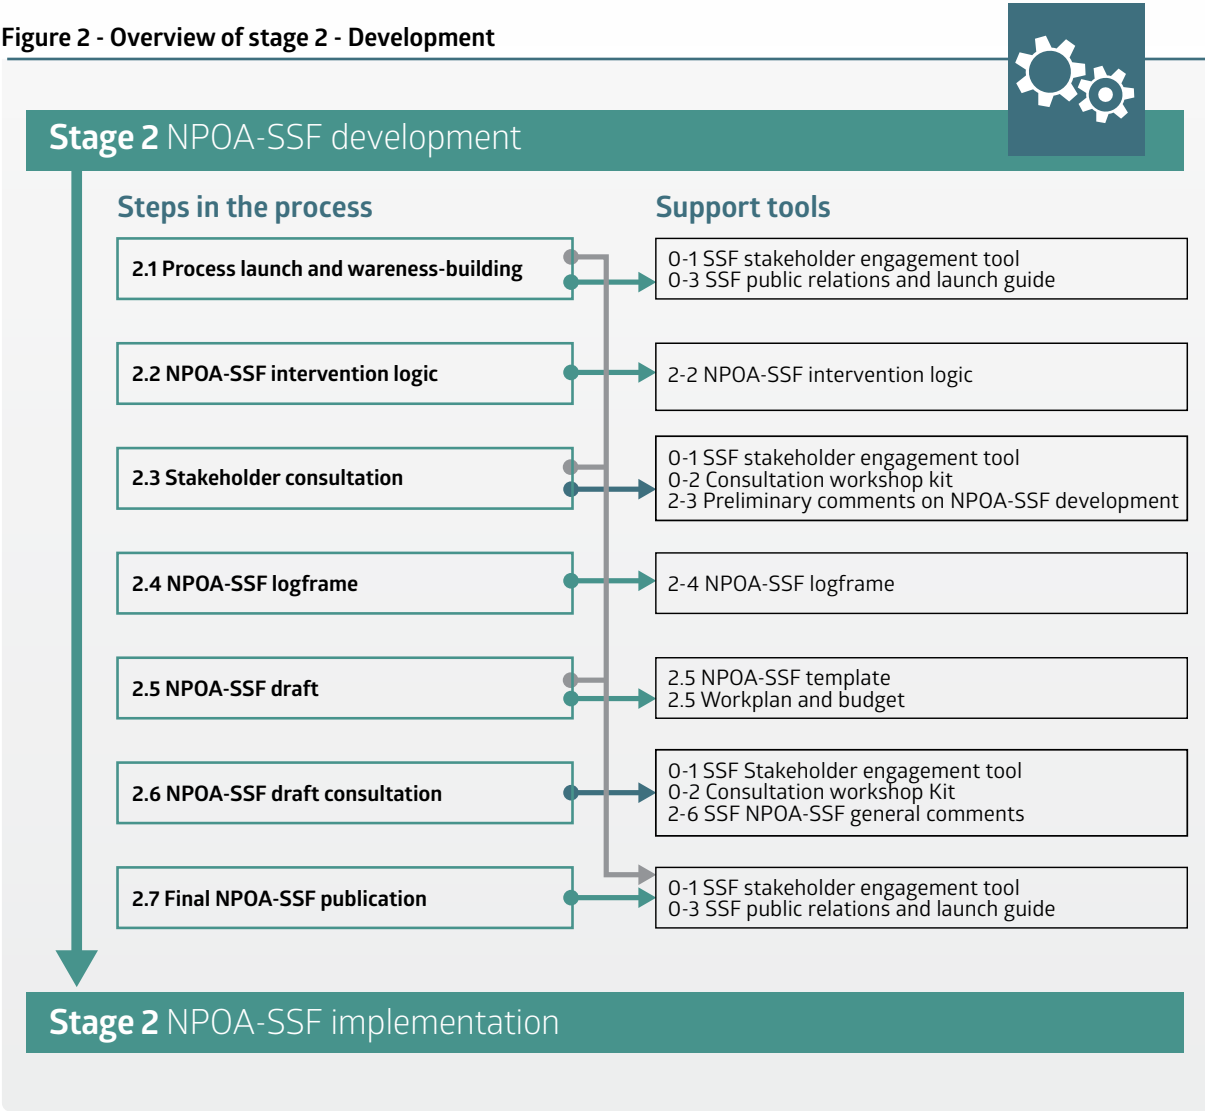 Figure 2 - Overview of stage 2 - Development
Stage 2 NPOA-SSF development
Steps in the process
Support tools
2.1 Process launch and wareness-building
0-1 SSF stakeholder engagement tool
0-3 SSF public relations and launch guide
2.2 NPOA-SSF intervention logic
2-2 NPOA-SSF intervention logic
2.3 Stakeholder consultation
0-1 SSF stakeholder engagement tool
0-2 Consultation workshop kit
2-3 Preliminary comments on NPOA-SSF development
2.4 NPOA-SSF logframe
2-4 NPOA-SSF logframe
2.5 NPOA-SSF draft
2.5 NPOA-SSF template
2.5 Workplan and budget
2.6 NPOA-SSF draft consultation
0-1 SSF Stakeholder engagement tool
0-2 Consultation workshop Kit
2-6 SSF NPOA-SSF general comments
2.7 Final NPOA-SSF publication
0-1 SSF stakeholder engagement tool
0-3 SSF public relations and launch guide
Stage 2 NPOA-SSF implementation